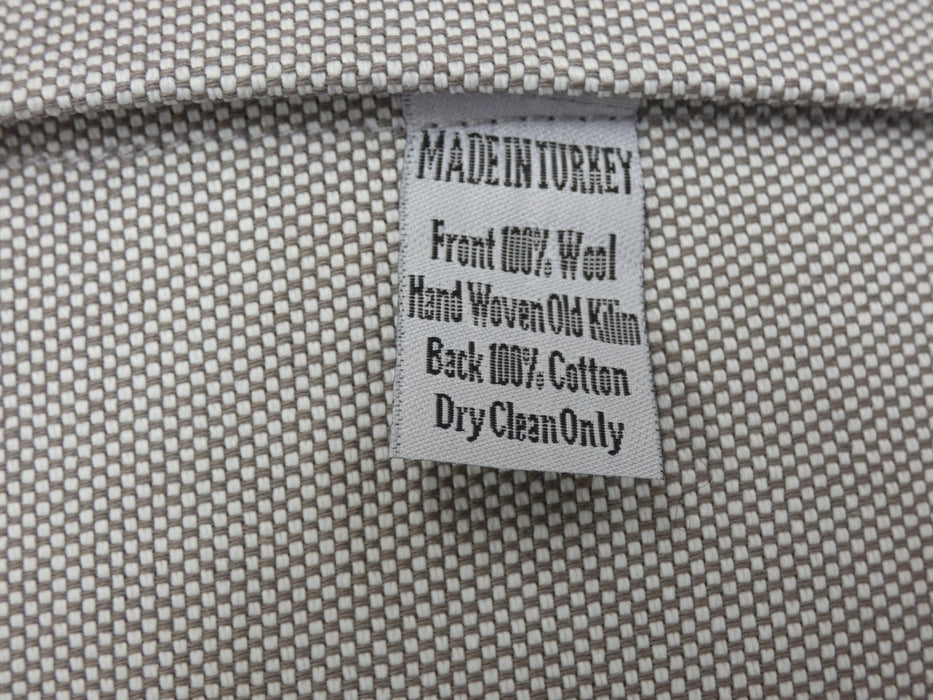 MADE IN TURKEY
Front 100% Wool
Hand Woven Old Kilim
Back 100% Cotton
Dry Clean Only